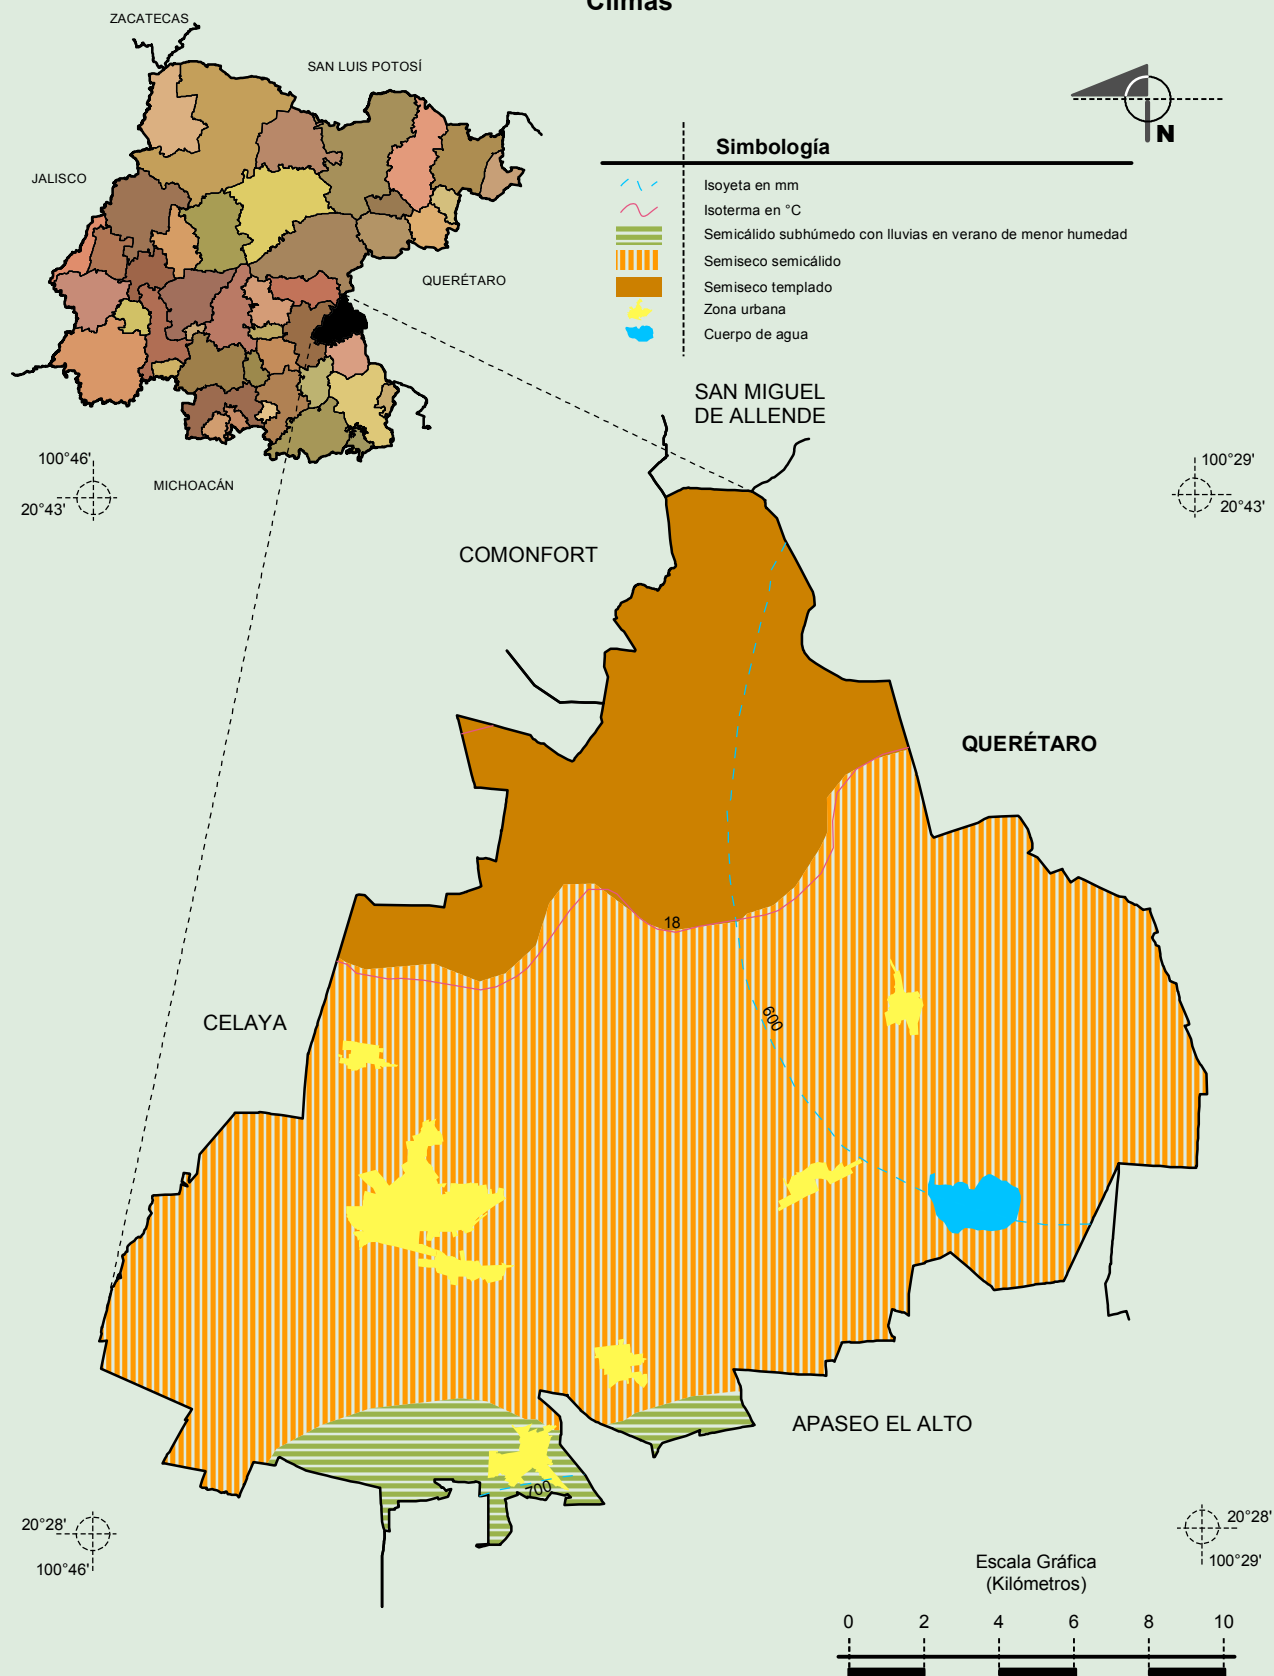 Climas
ZACATECAS
SAN LUIS POTOSÍ
JALISCO
QUERÉTARO
MICHOACÁN
N
Simbología
Isoyeta en mm
Isoterma en °C
Semicálido subhúmedo con lluvias en verano de menor humedad
Semiseco semicálido
Semiseco templado
Zona urbana
Cuerpo de agua
SAN MIGUEL
DE ALLENDE
100°46'
20°43'
100°29'
20°43'
COMONFORT
QUERÉTARO
18
600
CELAYA
APASEO EL ALTO
700
20°28'
100°46'
20°28'
100°29'
Escala Gráfica
(Kilómetros)
0 2 4 6 8 10